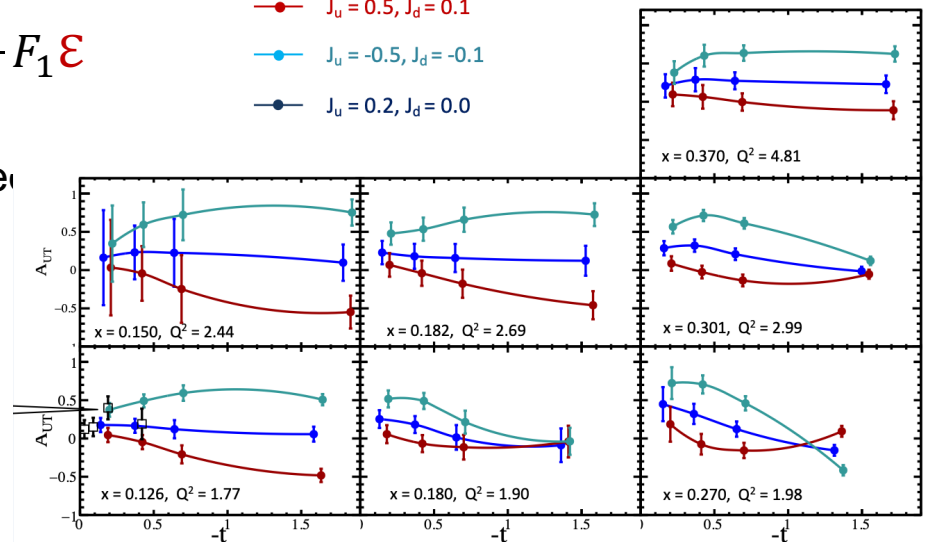 J_u = 0.5, J_d = 0.1
F₁ℰ
J_u = -0.5, J_d = -0.1
J_u = 0.2, J_d = 0.0
x = 0.370, Q² = 4.81
1
0.5
0
−0.5
A_UT
x = 0.150, Q² = 2.44
x = 0.182, Q² = 2.69
x = 0.301, Q² = 2.99
1
0.5
0
−0.5
−1
A_UT
x = 0.126, Q² = 1.77
x = 0.180, Q² = 1.90
x = 0.270, Q² = 1.98
0 0.5 1 1.5 0.5 1 1.5 0.5 1 1.5
-t -t -t